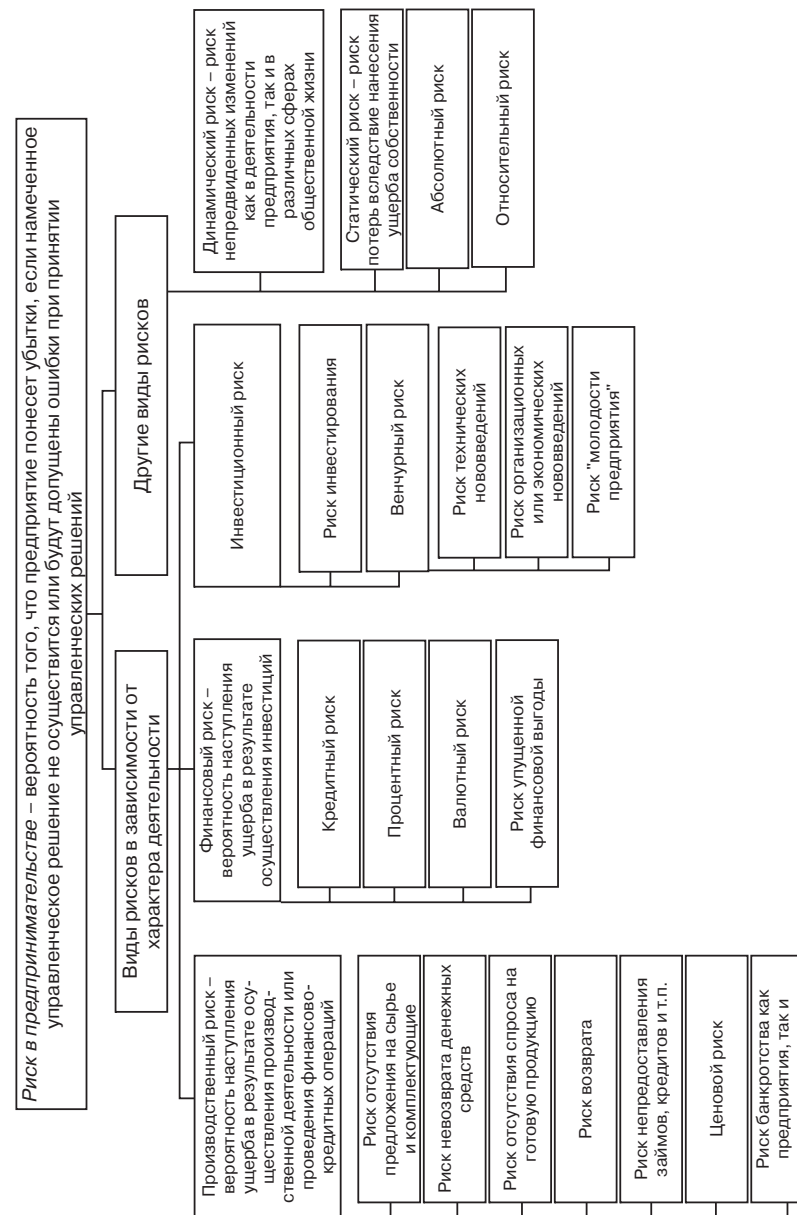 Риск в предпринимательстве – вероятность того, что предприятие понесет убытки, если намеченное
управленческое решение не осуществится или будут допущены ошибки при принятии
управленческих решений
Виды рисков в зависимости от
характера деятельности
Другие виды рисков
Производственный риск –
вероятность наступления
ущерба в результате осу-
ществления производ-
ственной деятельности или
проведения финансово-
кредитных операций
Риск отсутствия
предложения на сырье
и комплектующие
Риск невозврата денежных
средств
Риск отсутствия спроса на
готовую продукцию
Риск возврата
Риск непредоставления
займов, кредитов и т.п.
Ценовой риск
Риск банкротства как
предприятия, так и
Финансовый риск –
вероятность наступления
ущерба в результате
осуществления инвестиций
Кредитный риск
Процентный риск
Валютный риск
Риск упущенной
финансовой выгоды
Инвестиционный риск
Риск инвестирования
Венчурный риск
Риск технических
нововведений
Риск организационных
или экономических
нововведений
Риск "молодости
предприятия"
Динамический риск – риск
непредвиденных изменений
как в деятельности
предприятия, так и в
различных сферах
общественной жизни
Статический риск – риск
потерь вследствие нанесения
ущерба собственности
Абсолютный риск
Относительный риск